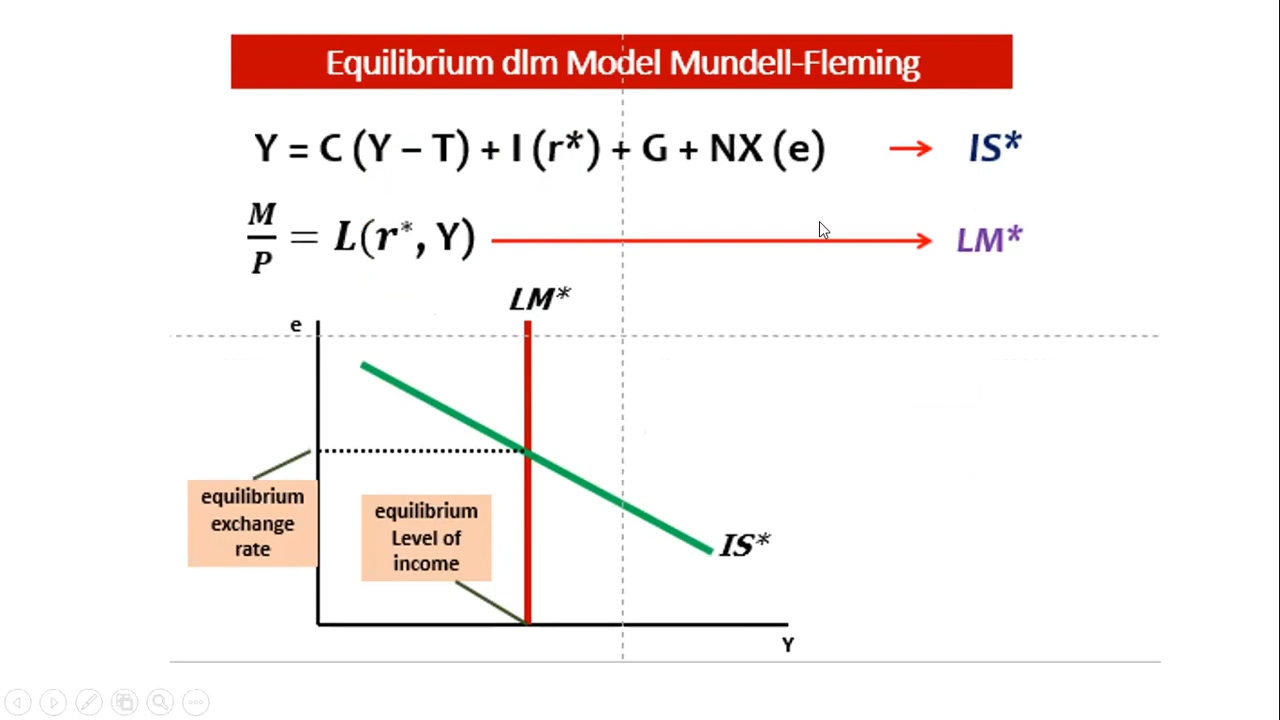 Equilibrium dlm Model Mundell-Fleming
Y = C (Y – T) + I (r*) + G + NX (e)
IS*
M/P = L(r*, Y)
LM*
LM*
e
equilibrium
exchange
rate
equilibrium
Level of
income
IS*
Y